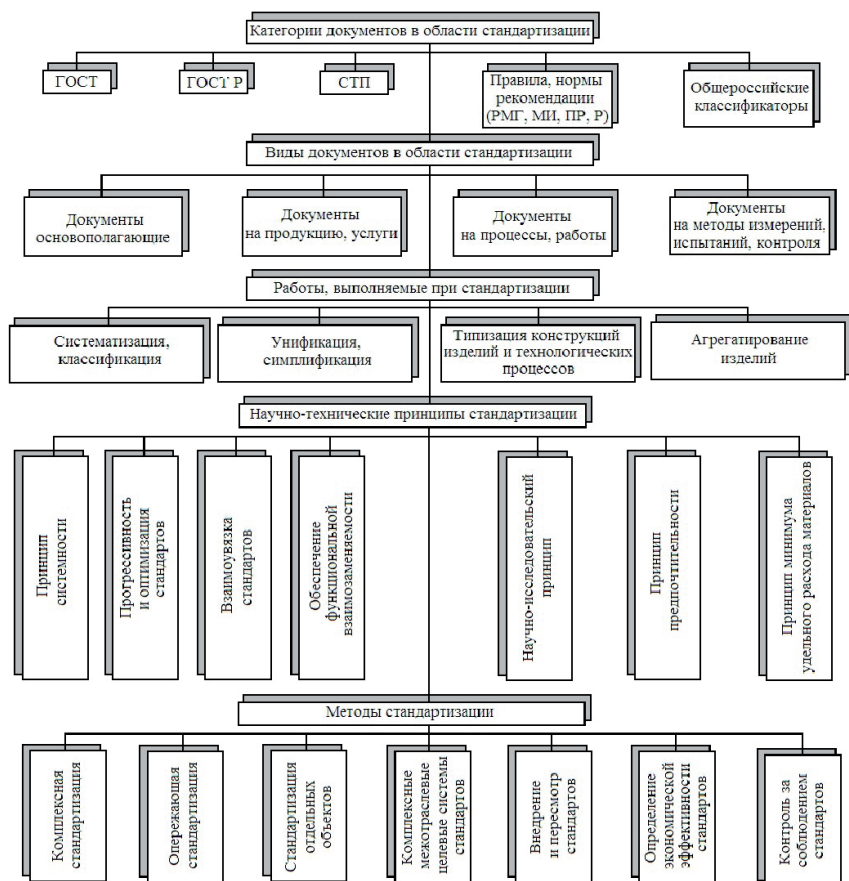 Категории документов в области стандартизации
ГОСТ
ГОСТ Р
СТП
Правила, нормы
рекомендации
(РМГ, МИ, ПР, Р)
Общероссийские
классификаторы
Виды документов в области стандартизации
Документы
основополагающие
Документы
на продукцию, услуги
Документы
на процессы, работы
Документы
на методы измерений,
испытаний, контроля
Работы, выполняемые при стандартизации
Систематизация,
классификация
Унификация,
симплификация
Типизация конструкций
изделий и технологических
процессов
Агрегатирование
изделий
Научно-технические принципы стандартизации
Принцип
системности
Прогрессивность
и оптимизация
стандартов
Взаимоувязка
стандартов
Обеспечение
функциональной
взаимозаменяемости
Научно-исследовательский
принцип
Принцип
предпочтительности
Принцип минимума
удельного расхода материалов
Методы стандартизации
Комплексная
стандартизация
Опережающая
стандартизация
Стандартизация
отдельных
объектов
Комплексные
межотраслевые
целевые системы
стандартов
Внедрение
и пересмотр
стандартов
Определение
экономической
эффективности
стандартов
Контроль за
соблюдением
стандартов